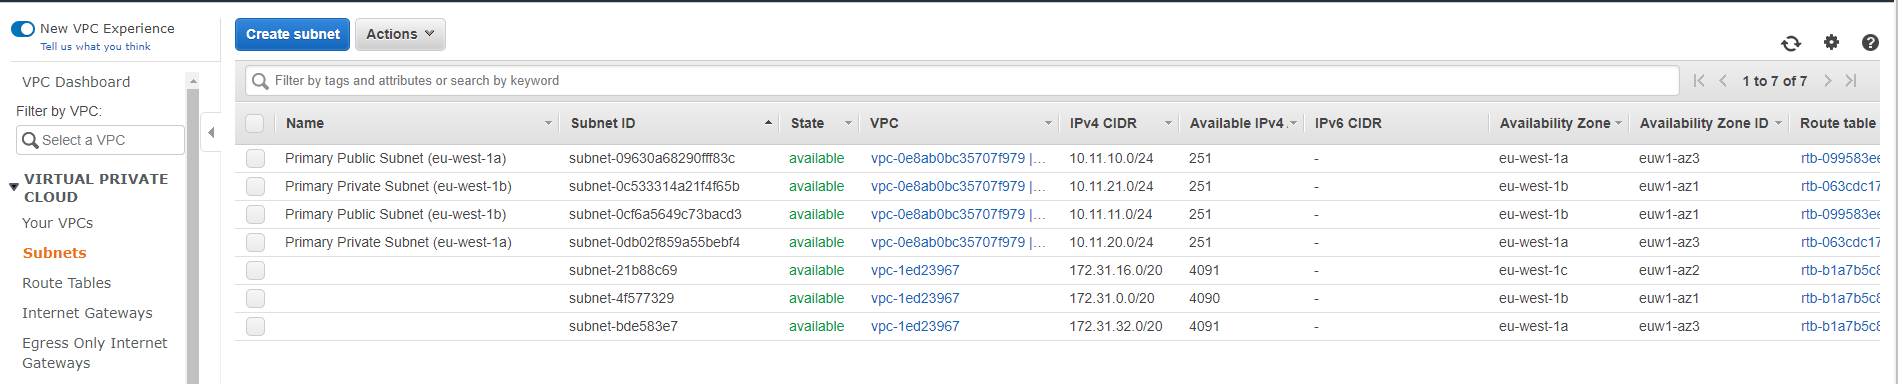 New VPC Experience
Tell us what you think
VPC Dashboard
Filter by VPC:
Select a VPC
VIRTUAL PRIVATE
CLOUD
Your VPCs
Subnets
Route Tables
Internet Gateways
Egress Only Internet
Gateways
Create subnet Actions
Filter by tags and attributes or search by keyword
1 to 7 of 7
Name Subnet ID State VPC IPv4 CIDR Available IPv4 . IPv6 CIDR Availability Zone Availability Zone ID Route table
Primary Public Subnet (eu-west-1a) subnet-09630a68290fff83c available vpc-0e8ab0bc35707f979 |... 10.11.10.0/24 251 - eu-west-1a euw1-az3 rtb-099583ee
Primary Private Subnet (eu-west-1b) subnet-0c533314a21f4f65b available vpc-0e8ab0bc35707f979 |... 10.11.21.0/24 251 - eu-west-1b euw1-az1 rtb-063cdc17
Primary Public Subnet (eu-west-1b) subnet-0cf6a5649c73bacd3 available vpc-0e8ab0bc35707f979 |... 10.11.11.0/24 251 - eu-west-1b euw1-az1 rtb-099583ee
Primary Private Subnet (eu-west-1a) subnet-0db02f859a55bebf4 available vpc-0e8ab0bc35707f979 |... 10.11.20.0/24 251 - eu-west-1a euw1-az3 rtb-063cdc17
subnet-21b88c69 available vpc-1ed23967 172.31.16.0/20 4091 - eu-west-1c euw1-az2 rtb-b1a7b5c8
subnet-4f577329 available vpc-1ed23967 172.31.0.0/20 4090 - eu-west-1b euw1-az1 rtb-b1a7b5c8
subnet-bde583e7 available vpc-1ed23967 172.31.32.0/20 4091 - eu-west-1a euw1-az3 rtb-b1a7b5c8